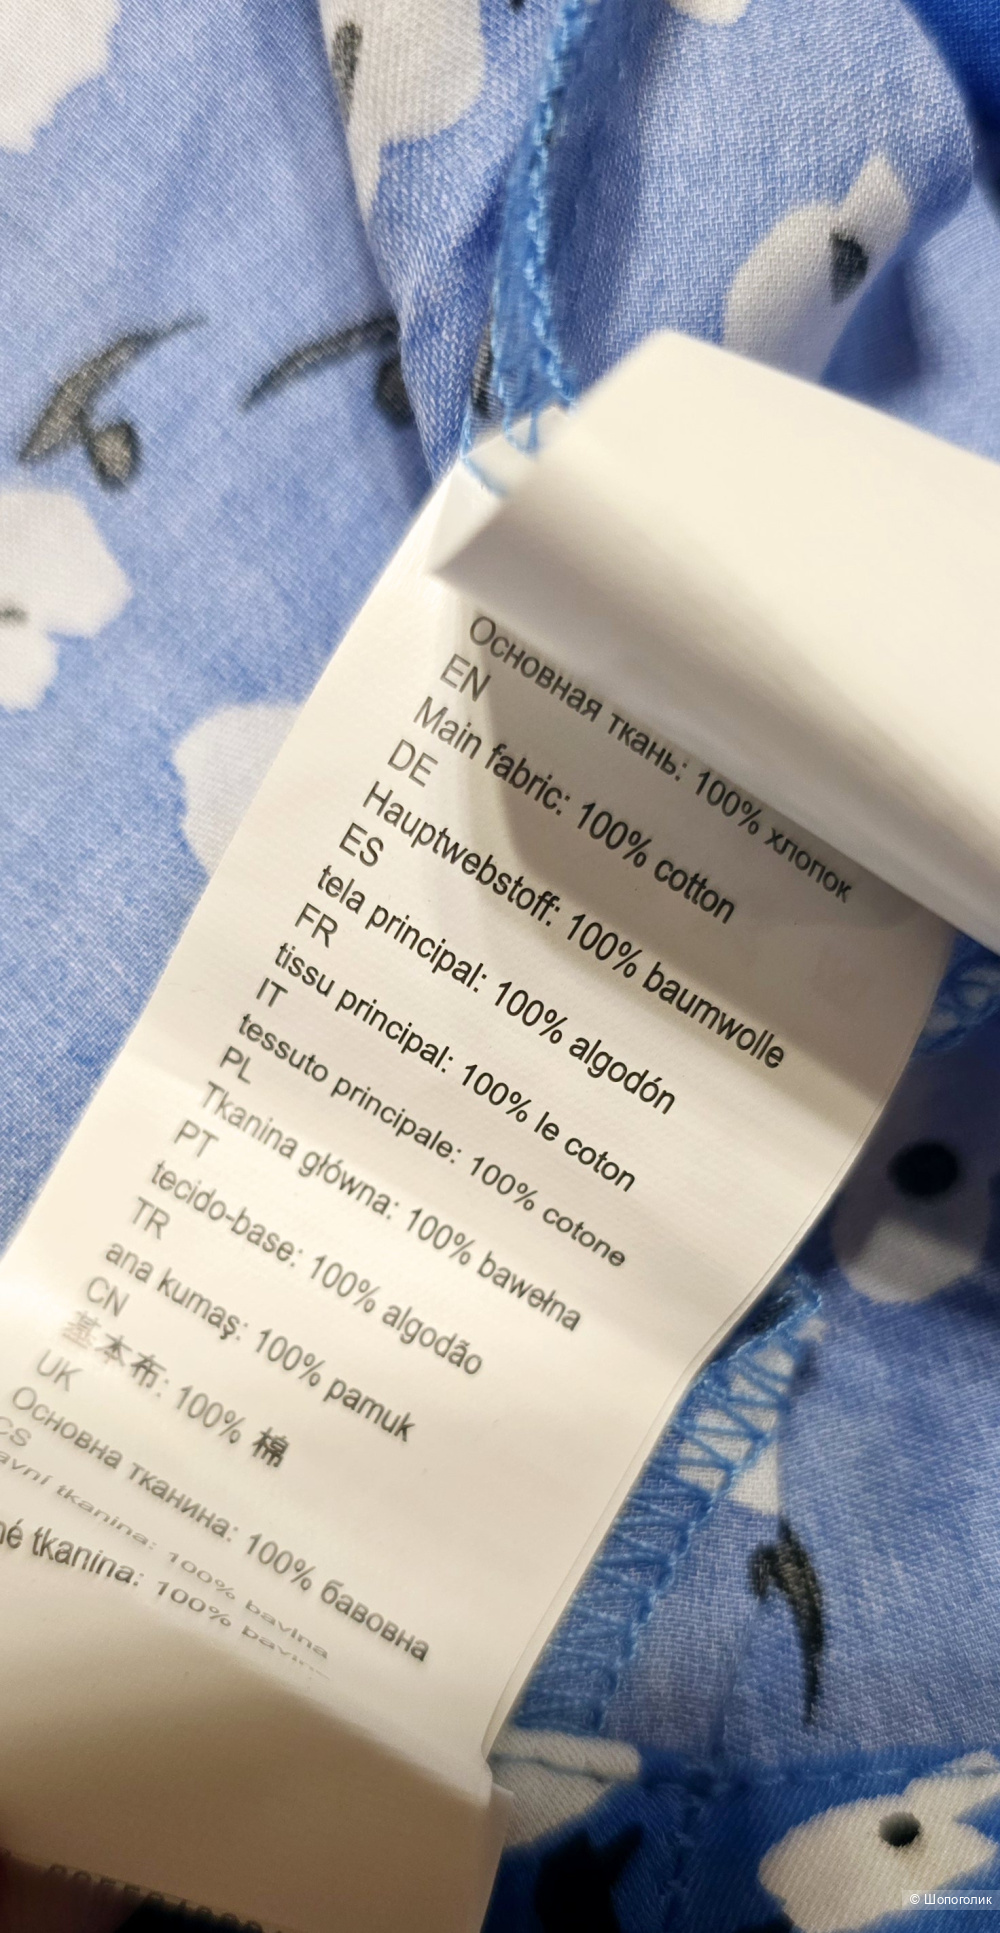 Основная ткань: 100% хлопок
EN
Main fabric: 100% cotton
DE
Hauptwebstoff: 100% baumwolle
ES
tela principal: 100% algodón
FR
tissu principal: 100% le coton
IT
tessuto principale: 100% cotone
PL
Tkanina główna: 100% bawełna
PT
tecido-base: 100% algodão
TR
ana kumaş: 100% pamuk
CN
基本布: 100% 棉
UK
Основна тканина: 100% бавовна
CS
tkanina: 100% bavlna
tkanina: 100%
© Шопоголик